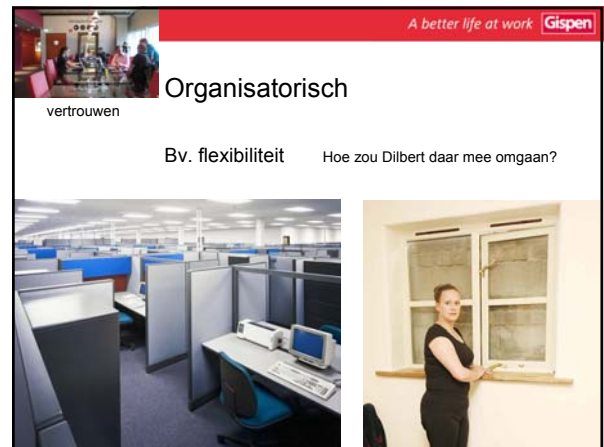 A better life at work Gispen
Organisatorisch
vertrouwen
Bv. flexibiliteit Hoe zou Dilbert daar mee omgaan?